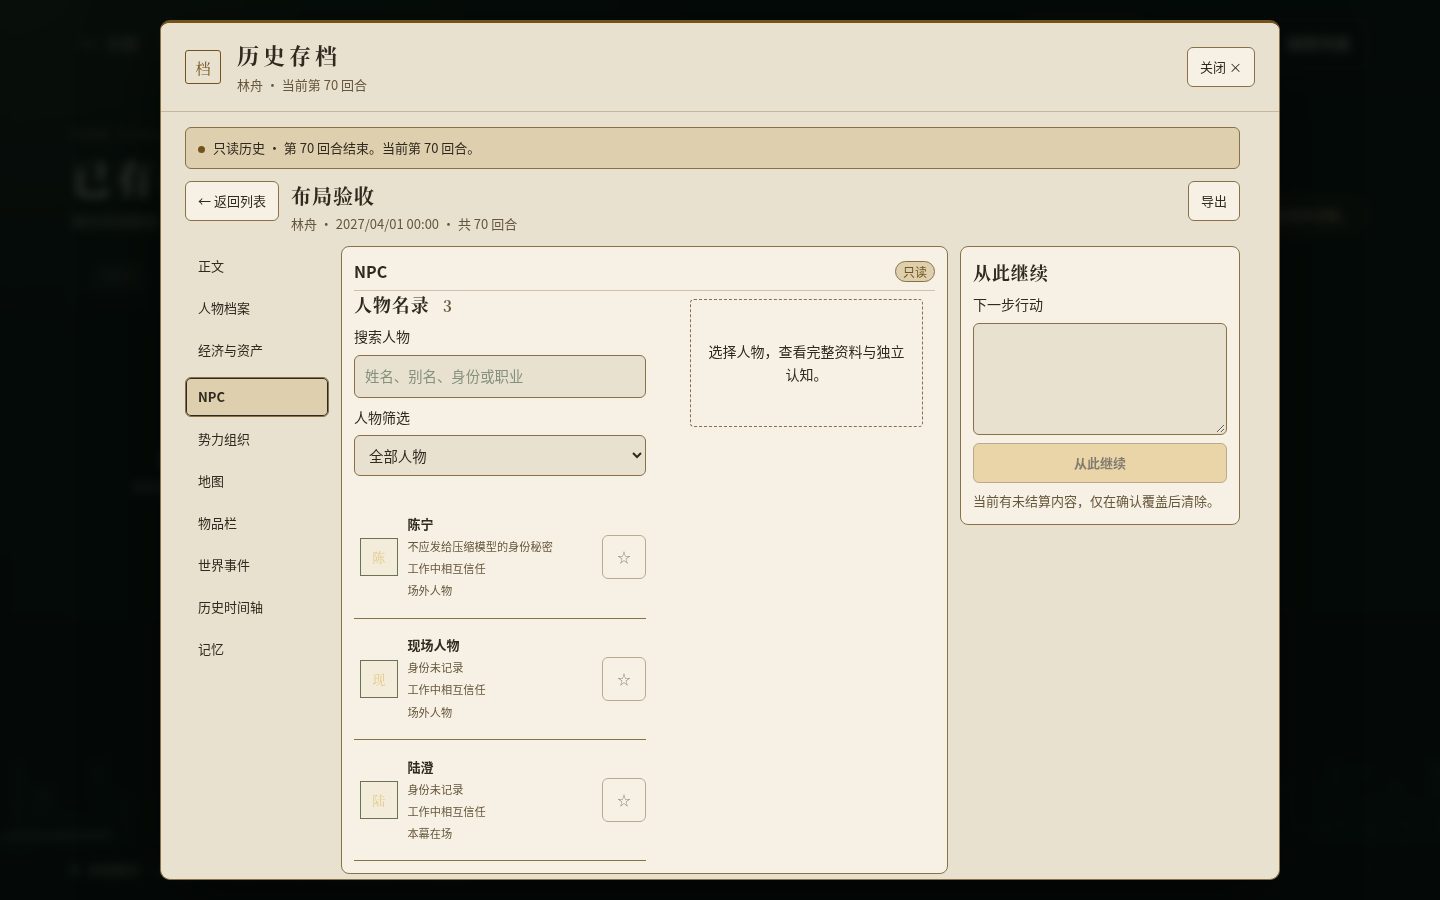 档
历史存档
林舟 · 当前第 70 回合
关闭 ×
只读历史 · 第 70 回合结束。当前第 70 回合。
← 返回列表
布局验收
林舟 · 2027/04/01 00:00 · 共 70 回合
导出
正文
人物档案
经济与资产
NPC
势力组织
地图
物品栏
世界事件
历史时间轴
记忆
NPC
只读
人物名录 3
搜索人物
姓名、别名、身份或职业
人物筛选
全部人物
陈
陈宁
不应发给压缩模型的身份秘密
工作中相互信任
场外人物
☆
现
现场人物
身份未记录
工作中相互信任
场外人物
☆
陆
陆澄
身份未记录
工作中相互信任
本幕在场
☆
选择人物，查看完整资料与独立
认知。
从此继续
下一步行动
从此继续
当前有未结算内容，仅在确认覆盖后清除。